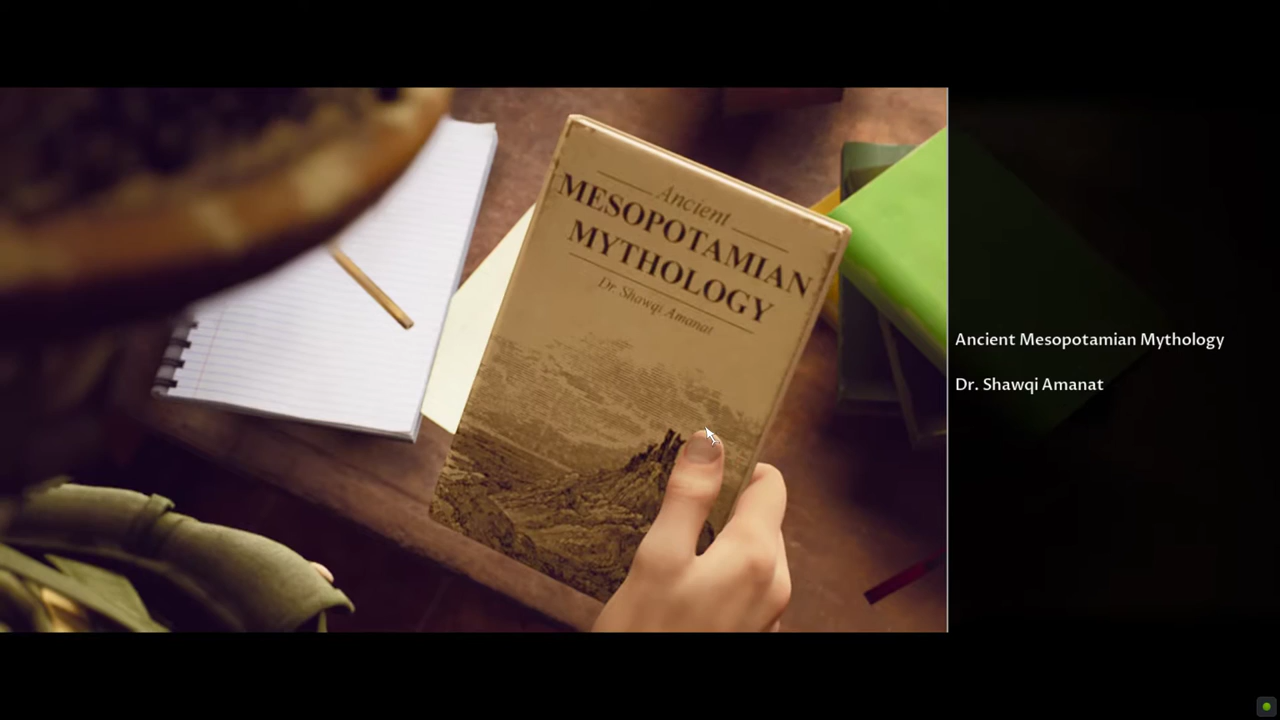 Ancient
MESOPOTAMIAN
MYTHOLOGY
Dr. Shawqi Amanat
Ancient Mesopotamian Mythology
Dr. Shawqi Amanat